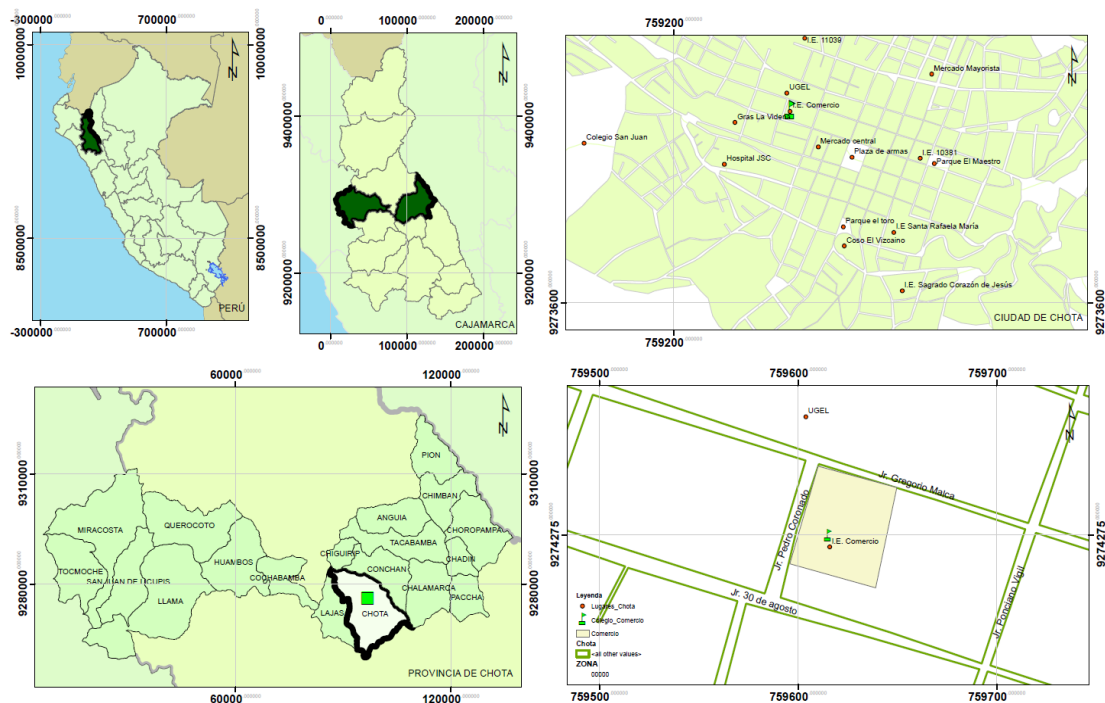 -300000
700000
10000000
8500000
N
PERÚ
-300000
700000
0
100000
200000
9400000
9200000
N
CAJAMARCA
0
100000
200000
759200
I.E. 11039
Mercado Mayorista
UGEL
I.E. Comercio
Gras La Videna
Colegio San Juan
Mercado central
Plaza de armas
I.E. 10381
Parque El Maestro
Hospital JSC
Parque el toro
I.E Santa Rafaela María
Coso El Vizcaino
I.E. Sagrado Corazón de Jesús
N
9273600
9273600
CIUDAD DE CHOTA
759200
60000
120000
9310000
9310000
9280000
9280000
N
PION
CHIMBAN
ANGUIA
CHOROPAMPA
MIRACOSTA
QUEROCOTO
TACABAMBA
CHIGUIRIP
CHADIN
HUAMBOS
CONCHAN
TOCMOCHE
COCHABAMBA
SAN JUAN DE LICUPIS
CHALAMARCA
PACCHA
LLAMA
LAJAS
CHOTA
PROVINCIA DE CHOTA
60000
120000
759500
759600
759700
UGEL
N
Jr. Gregorio Malca
Jr. Pedro Coronado
9274275
9274275
I.E. Comercio
Jr. 30 de agosto
Jr. Ponciano Vigil
Leyenda
Lugares_Chota
Colegio_Comercio
Comercio
Chota
<all other values>
ZONA
00000
759500
759600
759700